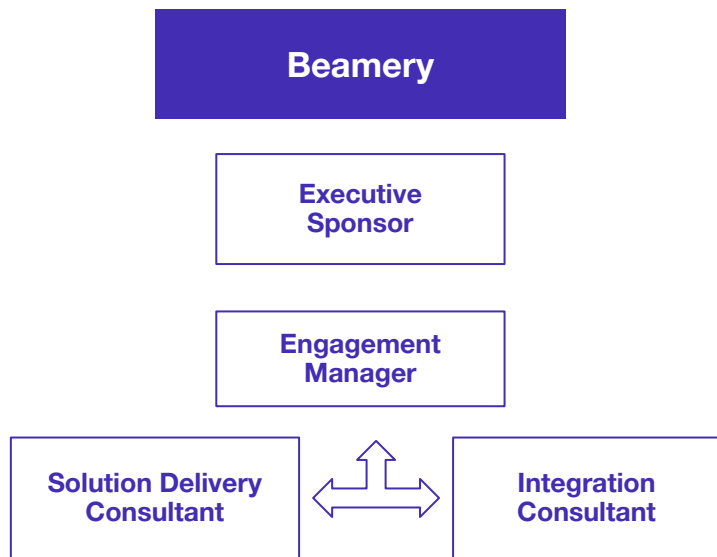 Beamery
Executive
Sponsor
Engagement
Manager
Solution Delivery
Consultant
Integration
Consultant